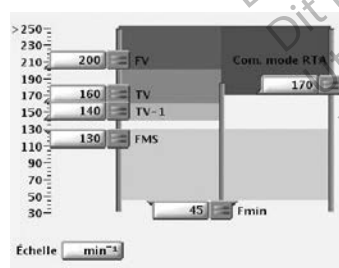 >250
230
210 200 FV Com. mode RTA
190 170
170 160 TV
150 140 TV-1
130 130 FMS
110
90
70
50
30 45 Fmin
Échelle min⁻¹
Dit